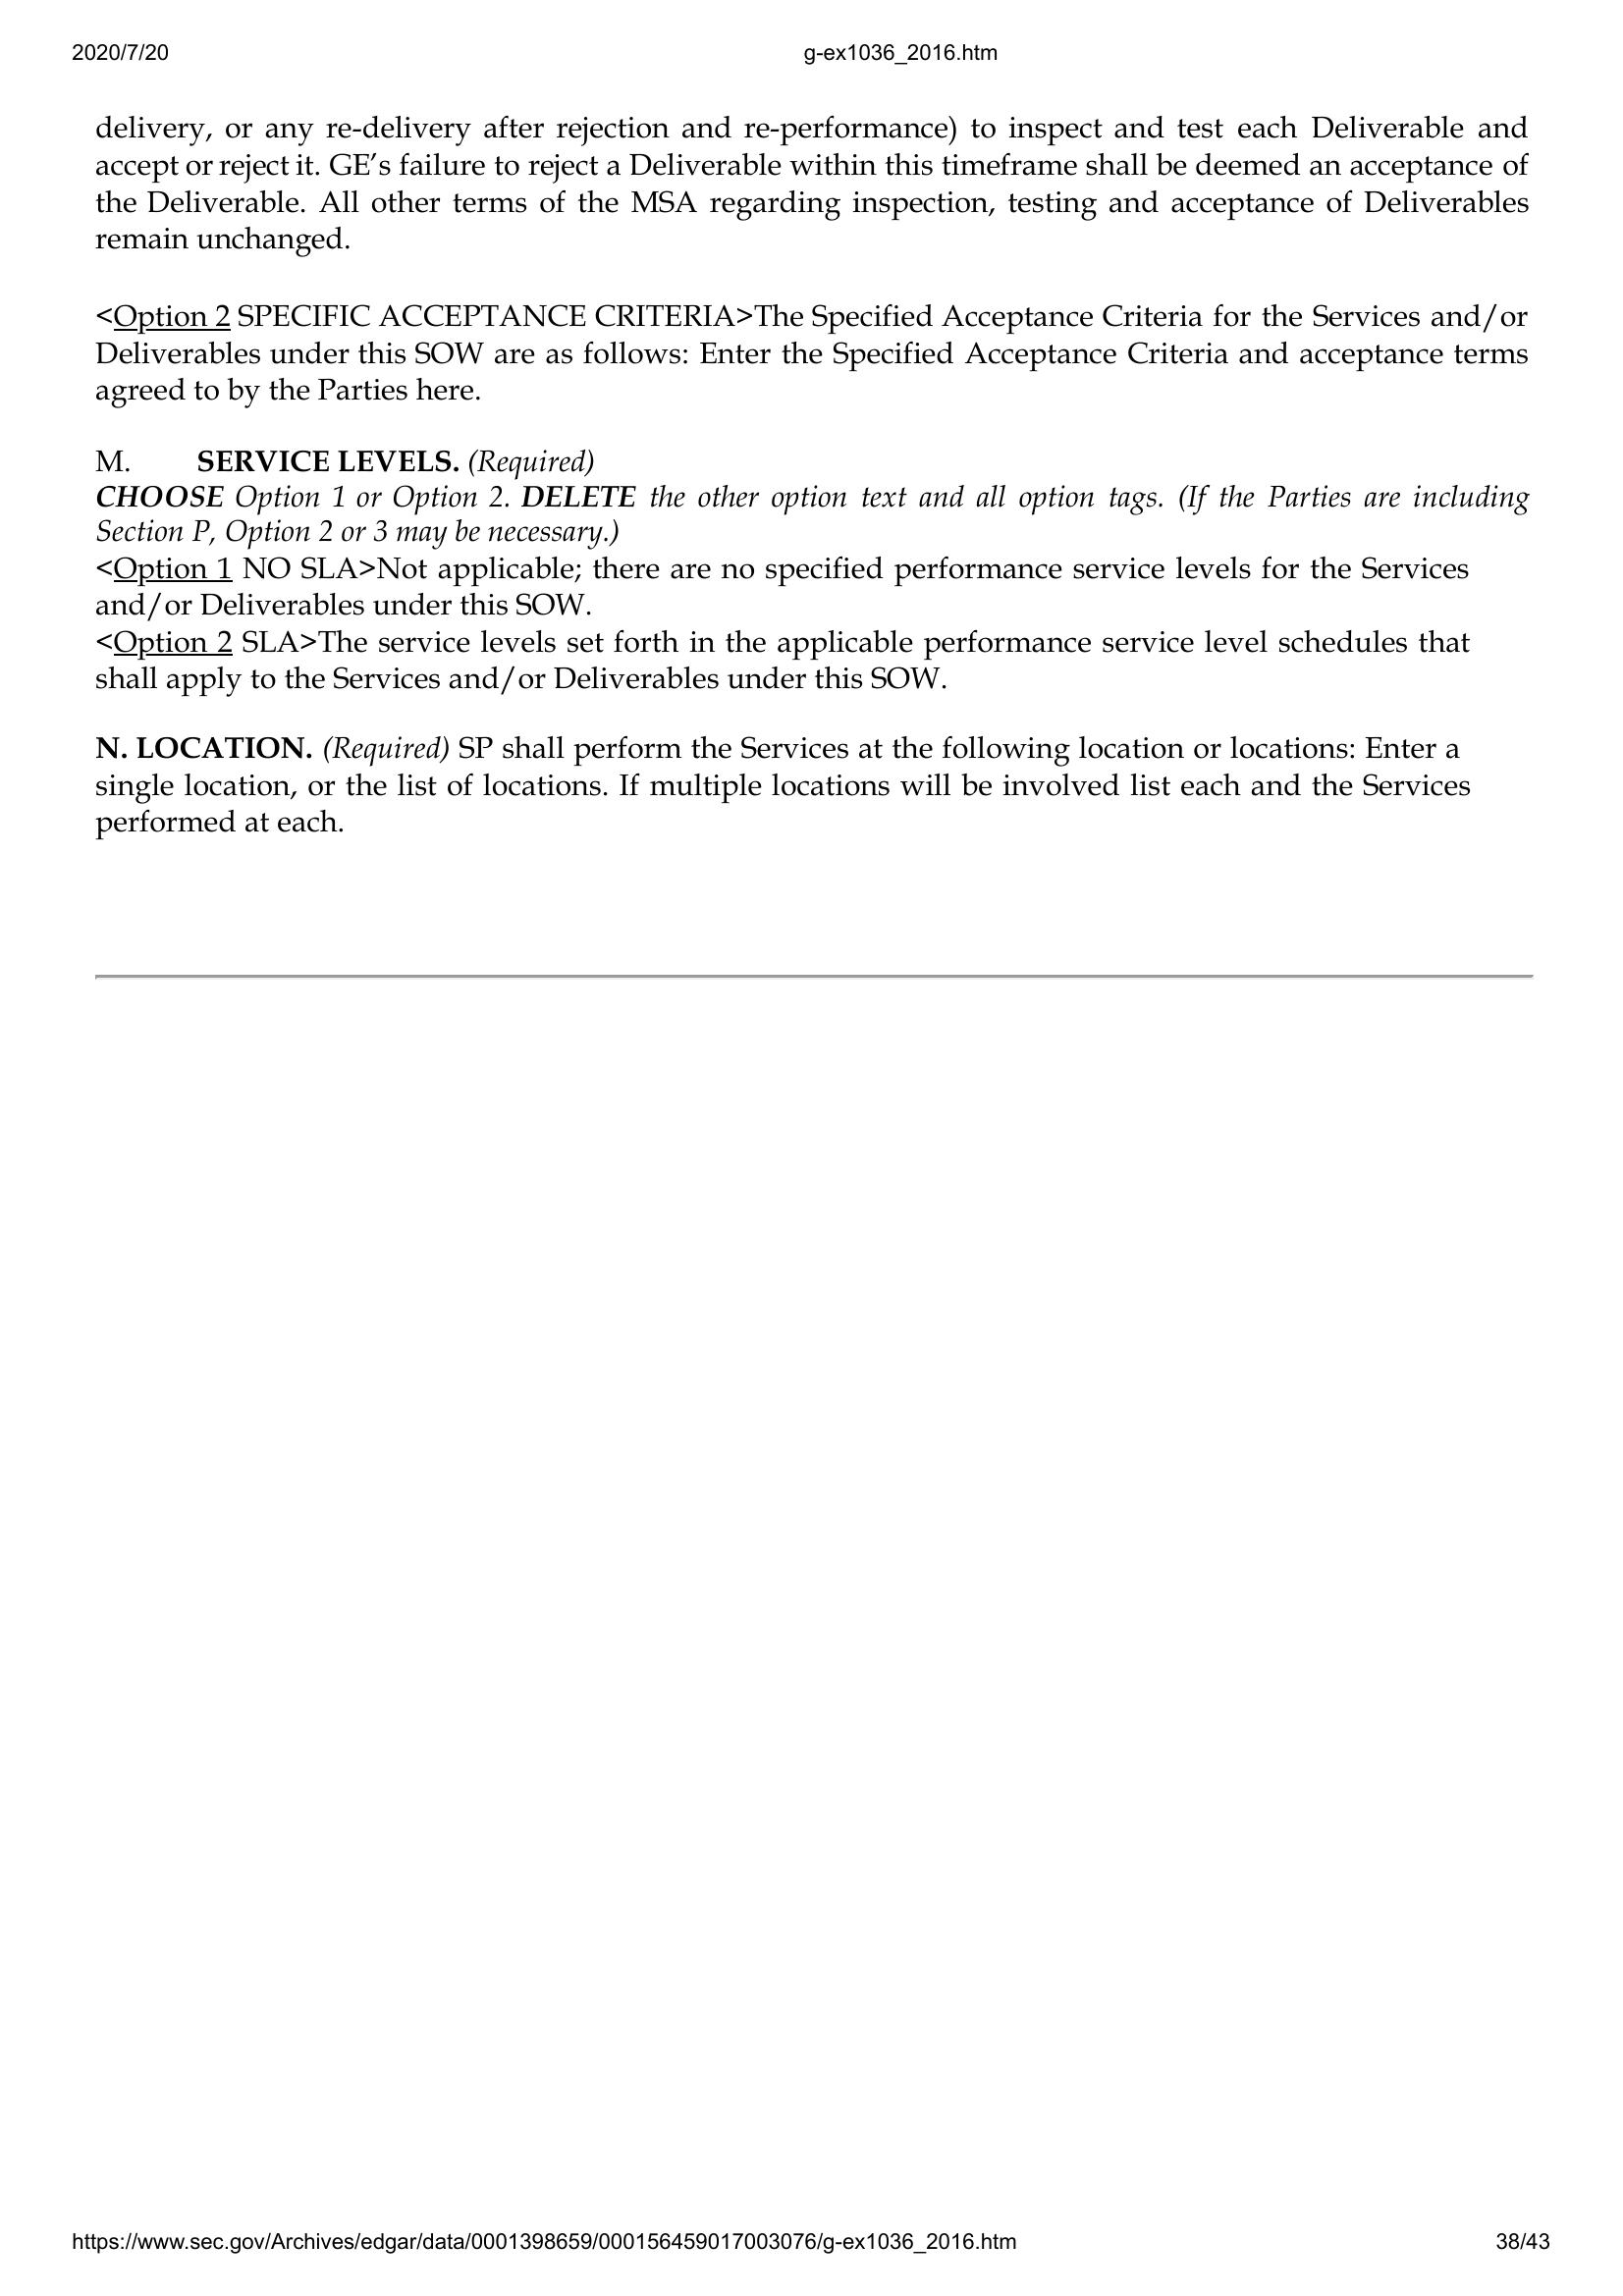 2020/7/20
g-ex1036_2016.htm
delivery, or any re-delivery after rejection and re-performance) to inspect and test each Deliverable and
accept or reject it. GE’s failure to reject a Deliverable within this timeframe shall be deemed an acceptance of
the Deliverable. All other terms of the MSA regarding inspection, testing and acceptance of Deliverables
remain unchanged.
<Option 2 SPECIFIC ACCEPTANCE CRITERIA>The Specified Acceptance Criteria for the Services and/or
Deliverables under this SOW are as follows: Enter the Specified Acceptance Criteria and acceptance terms
agreed to by the Parties here.
M. SERVICE LEVELS. (Required)
CHOOSE Option 1 or Option 2. DELETE the other option text and all option tags. (If the Parties are including
Section P, Option 2 or 3 may be necessary.)
<Option 1 NO SLA>Not applicable; there are no specified performance service levels for the Services
and/or Deliverables under this SOW.
<Option 2 SLA>The service levels set forth in the applicable performance service level schedules that
shall apply to the Services and/or Deliverables under this SOW.
N. LOCATION. (Required) SP shall perform the Services at the following location or locations: Enter a
single location, or the list of locations. If multiple locations will be involved list each and the Services
performed at each.
https://www.sec.gov/Archives/edgar/data/0001398659/000156459017003076/g-ex1036_2016.htm
38/43